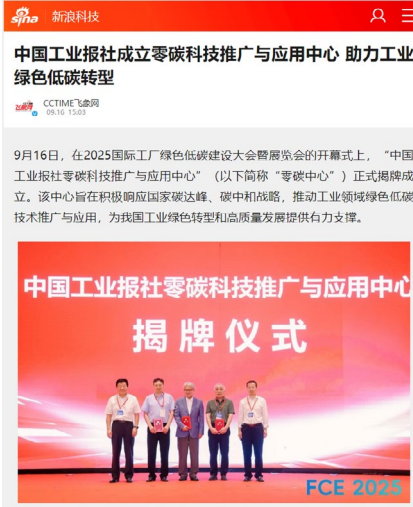 sina 新浪科技
中国工业报社成立零碳科技推广与应用中心 助力工业
绿色低碳转型
飞象网 CCTIME飞象网
09.16 15:03
9月16日，在2025国际工厂绿色低碳建设大会暨展览会的开幕式上，“中国
工业报社零碳科技推广与应用中心”（以下简称“零碳中心”）正式揭牌成
立。该中心旨在积极响应国家碳达峰、碳中和战略，推动工业领域绿色低碳
技术推广与应用，为我国工业绿色转型和高质量发展提供有力支撑。
中国工业报社零碳科技推广与应用中心
揭牌仪式
FCE 2025